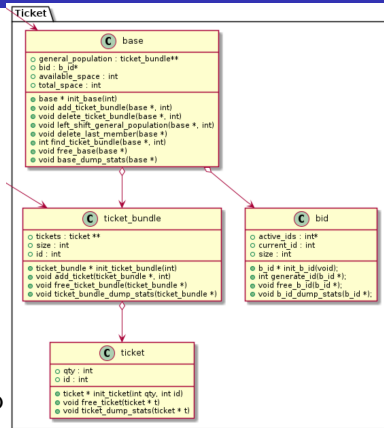 Ticket
C base
general_population : ticket_bundle**
bid : b_id*
available_space : int
total_space : int
base * init_base(int)
void add_ticket_bundle(base *, int)
void delete_ticket_bundle(base *, int)
void left_shift_general_population(base *, int)
void delete_last_member(base *)
int find_ticket_bundle(base *, int)
void free_base(base *)
void base_dump_stats(base *)
C ticket_bundle
tickets : ticket **
size : int
id : int
ticket_bundle * init_ticket_bundle(int)
void add_ticket(ticket_bundle *, int)
void free_ticket_bundle(ticket_bundle *)
void ticket_bundle_dump_stats(ticket_bundle *)
C bid
active_ids : int*
current_id : int
size : int
b_id * init_b_id(void);
int generate_id(b_id *);
void free_b_id(b_id *);
void b_id_dump_stats(b_id *);
C ticket
qty : int
id : int
ticket * init_ticket(int qty, int id)
void free_ticket(ticket * t)
void ticket_dump_stats(ticket * t)